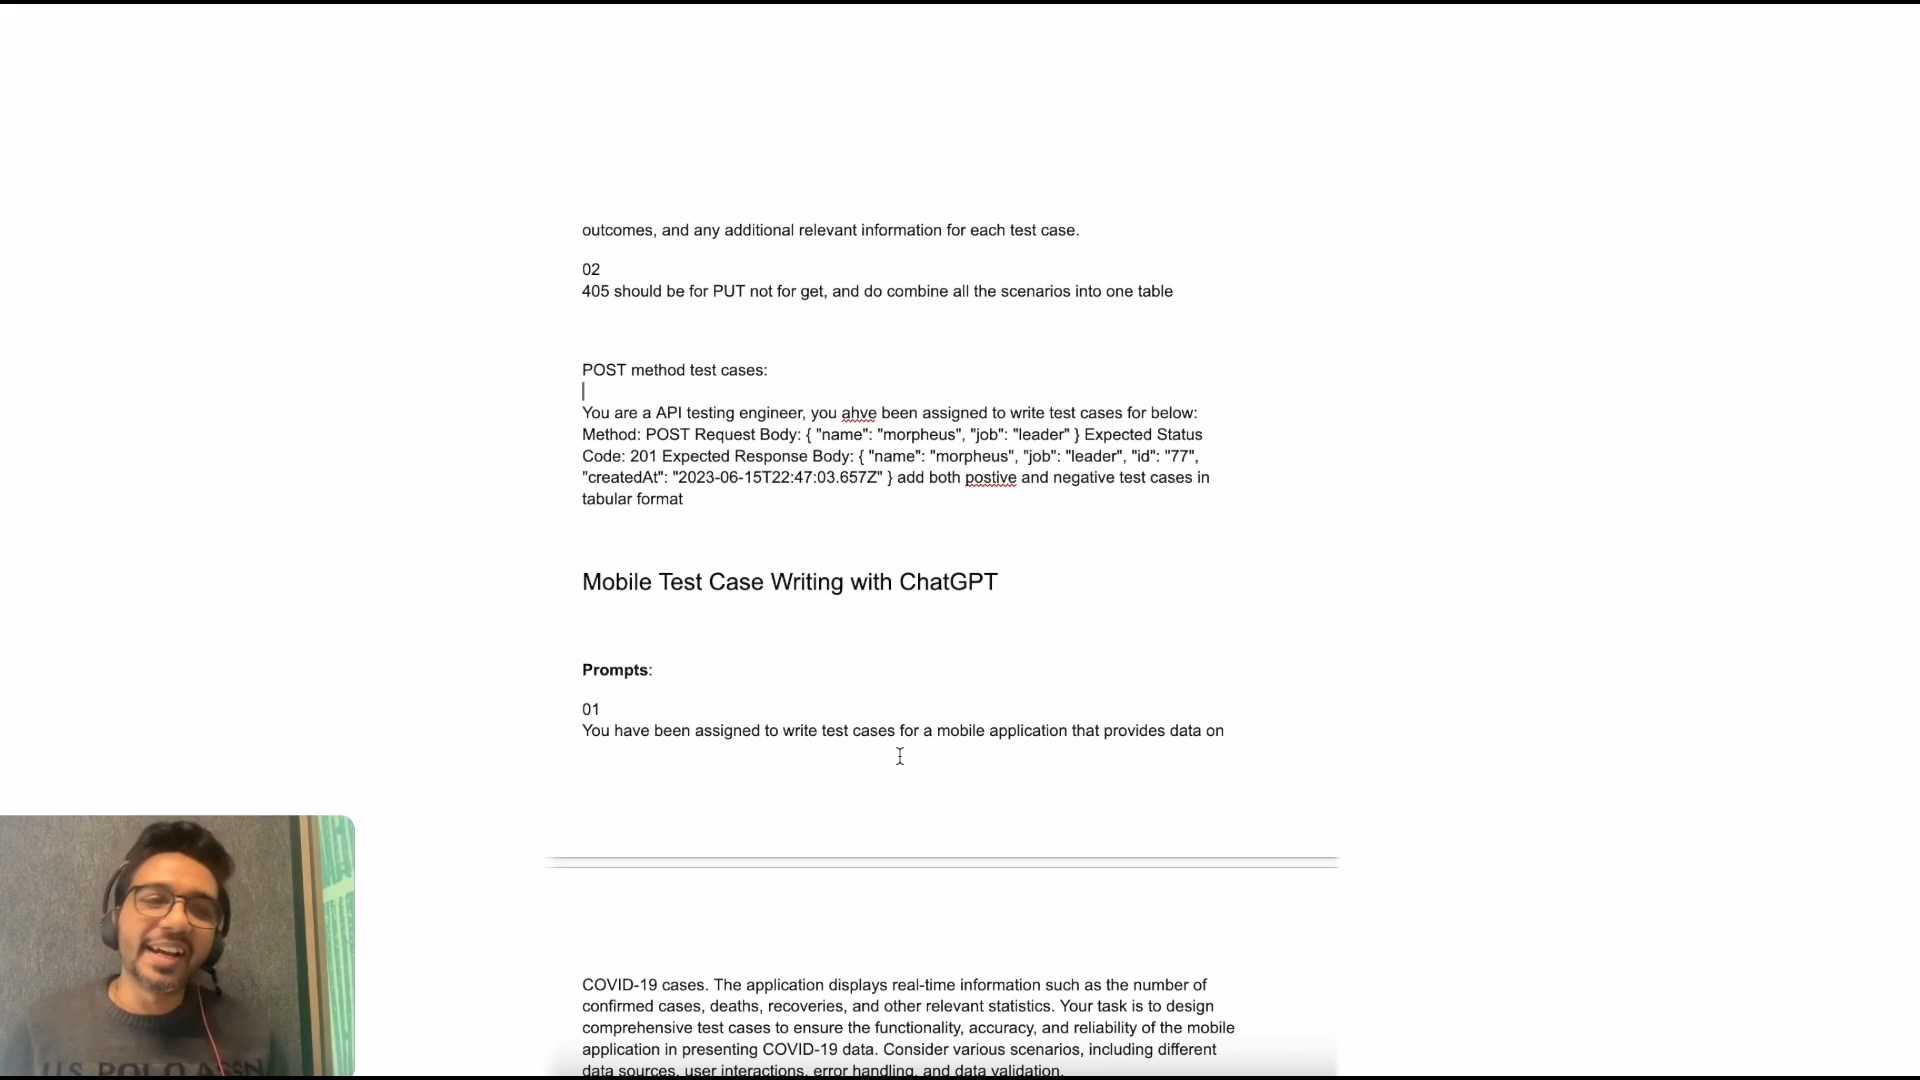 outcomes, and any additional relevant information for each test case.
02
405 should be for PUT not for get, and do combine all the scenarios into one table
POST method test cases:
You are a API testing engineer, you ahve been assigned to write test cases for below:
Method: POST Request Body: { "name": "morpheus", "job": "leader" } Expected Status
Code: 201 Expected Response Body: { "name": "morpheus", "job": "leader", "id": "77",
"createdAt": "2023-06-15T22:47:03.657Z" } add both postive and negative test cases in
tabular format
Mobile Test Case Writing with ChatGPT
Prompts:
01
You have been assigned to write test cases for a mobile application that provides data on
COVID-19 cases. The application displays real-time information such as the number of
confirmed cases, deaths, recoveries, and other relevant statistics. Your task is to design
comprehensive test cases to ensure the functionality, accuracy, and reliability of the mobile
application in presenting COVID-19 data. Consider various scenarios, including different
data sources, user interactions, error handling, and data validation.
U.S. POLO ASSN